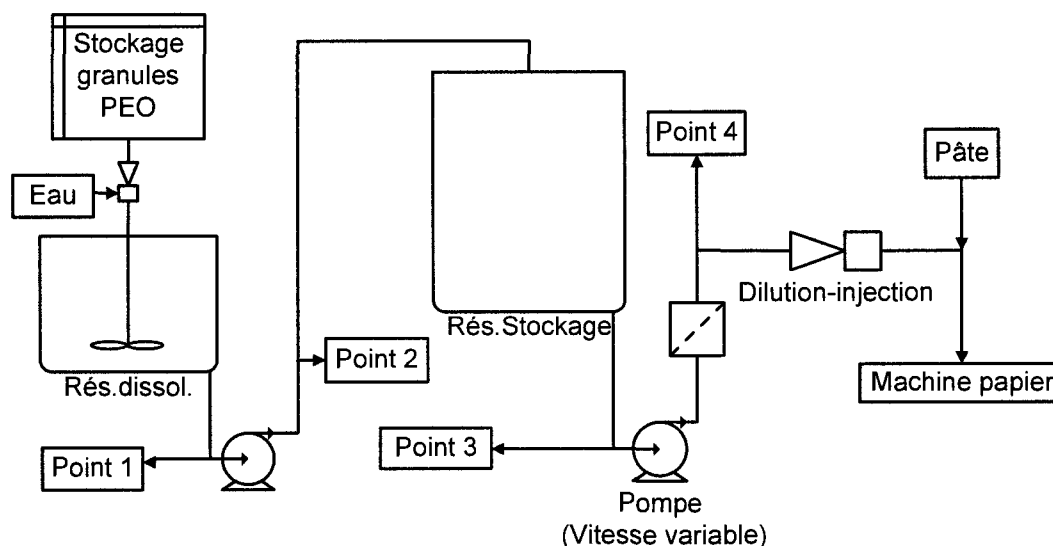 Stockage
granules
PEO
Eau
Rés.dissol.
Point 1
Point 2
Rés.Stockage
Point 3
Pompe
(Vitesse variable)
Point 4
Dilution-injection
Pâte
Machine papier